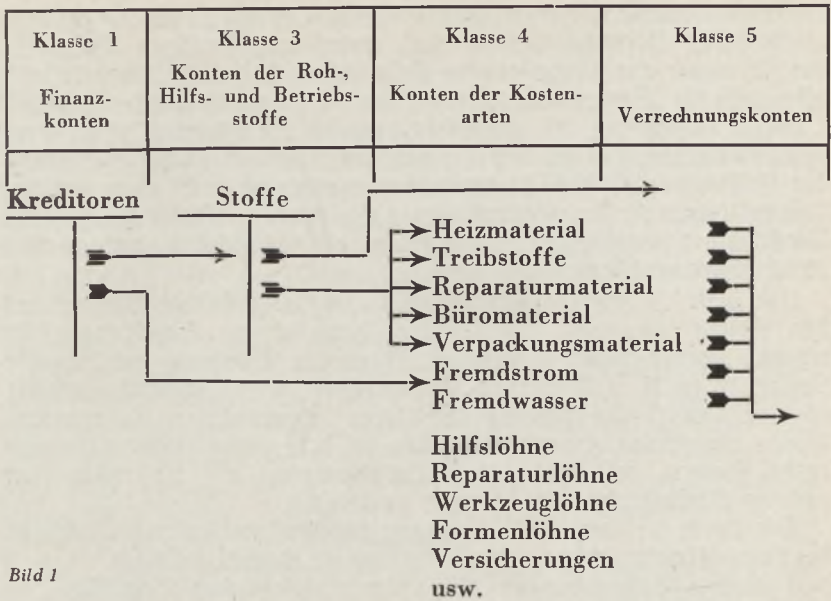 Klasse 1
Finanz-
konten
Klasse 3
Konten der Roh-,
Hilfs- und Betriebs-
stoffe
Klasse 4
Konten der Kosten-
arten
Klasse 5
Verrechnungskonten
Kreditoren
Stoffe
Heizmaterial
Treibstoffe
Reparaturmaterial
Büromaterial
Verpackungsmaterial
Fremdstrom
Fremdwasser
Hilfslöhne
Reparaturlöhne
Werkzeuglöhne
Formenlöhne
Versicherungen
usw.
Bild 1